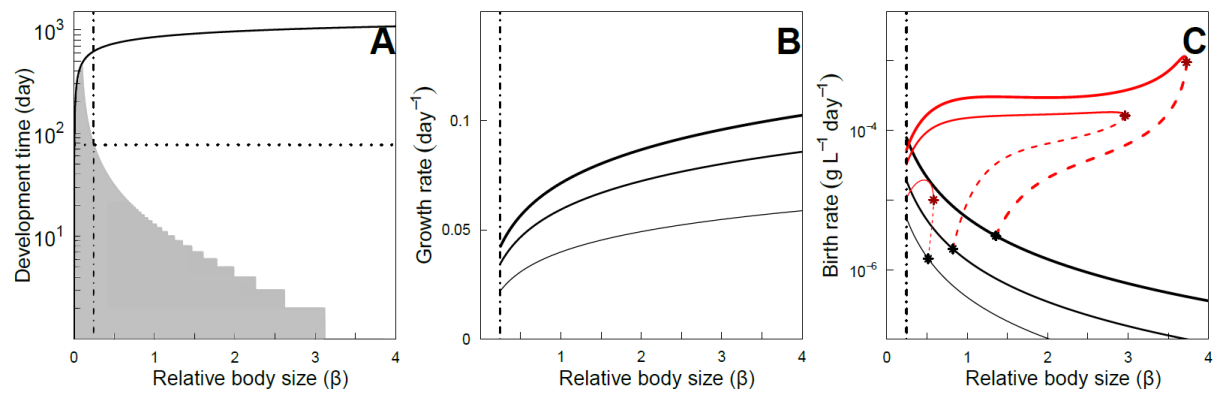 A
Development time (day)
10³
10²
10¹
0 1 2 3 4
Relative body size (β)
B
Growth rate (day⁻¹)
0.1
0.05
0
1 2 3 4
Relative body size (β)
C
Birth rate (g L⁻¹ day⁻¹)
10⁻⁴
10⁻⁶
0 1 2 3 4
Relative body size (β)